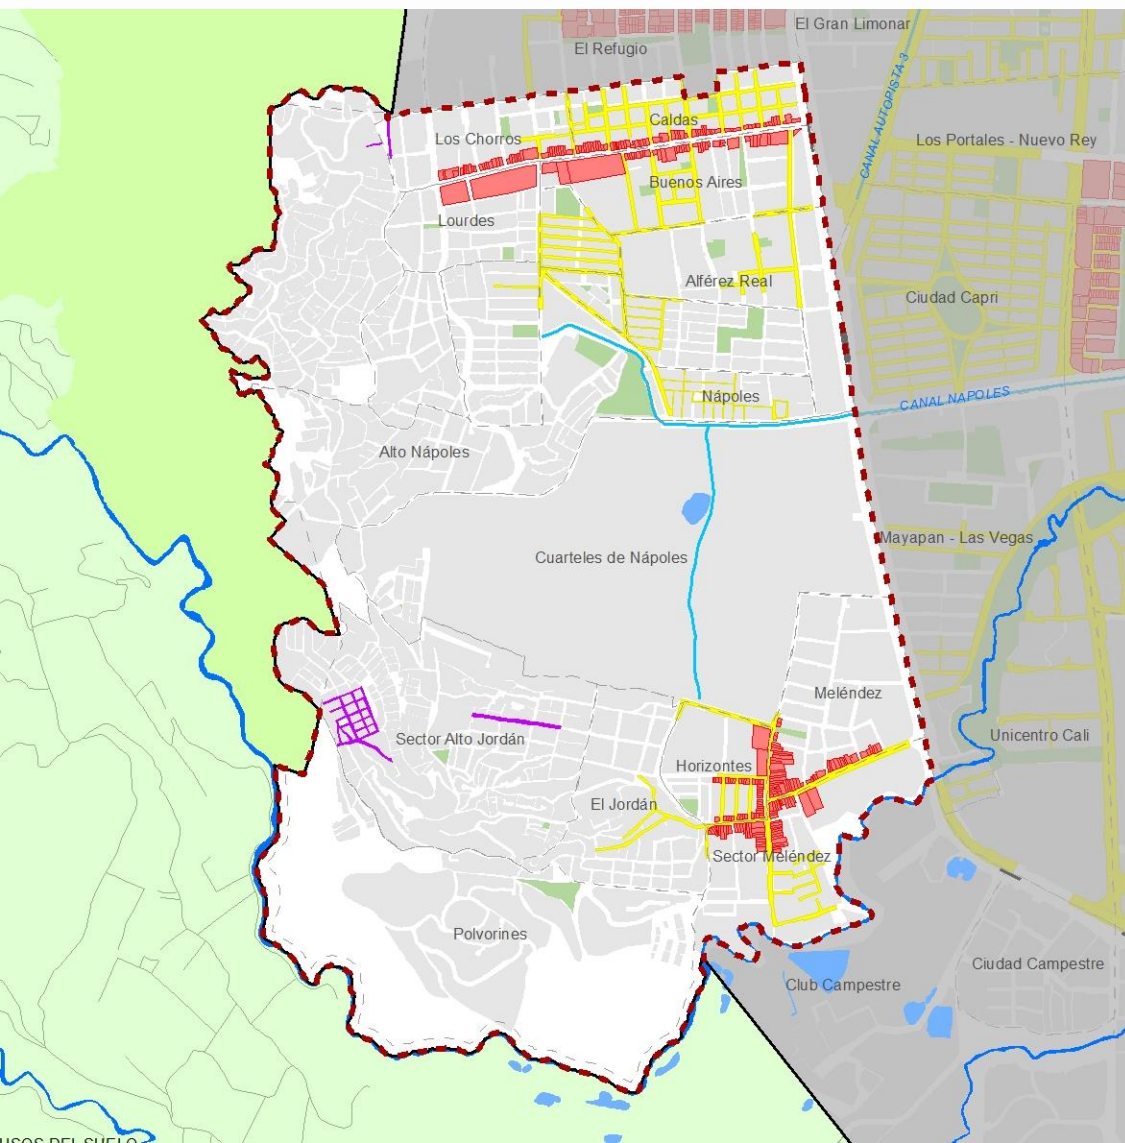 El Gran Limonar
El Refugio
CANAL AUTOPISTA 3
Caldas
Los Chorros
Los Portales - Nuevo Rey
Buenos Aires
Lourdes
Alférez Real
Ciudad Capri
Nápoles
CANAL NAPOLES
Alto Nápoles
Mayapan - Las Vegas
Cuarteles de Nápoles
Meléndez
Unicentro Cali
Sector Alto Jordán
Horizontes
El Jordán
Sector Meléndez
Polvorines
Ciudad Campestre
Club Campestre
USOS DEL SUELO